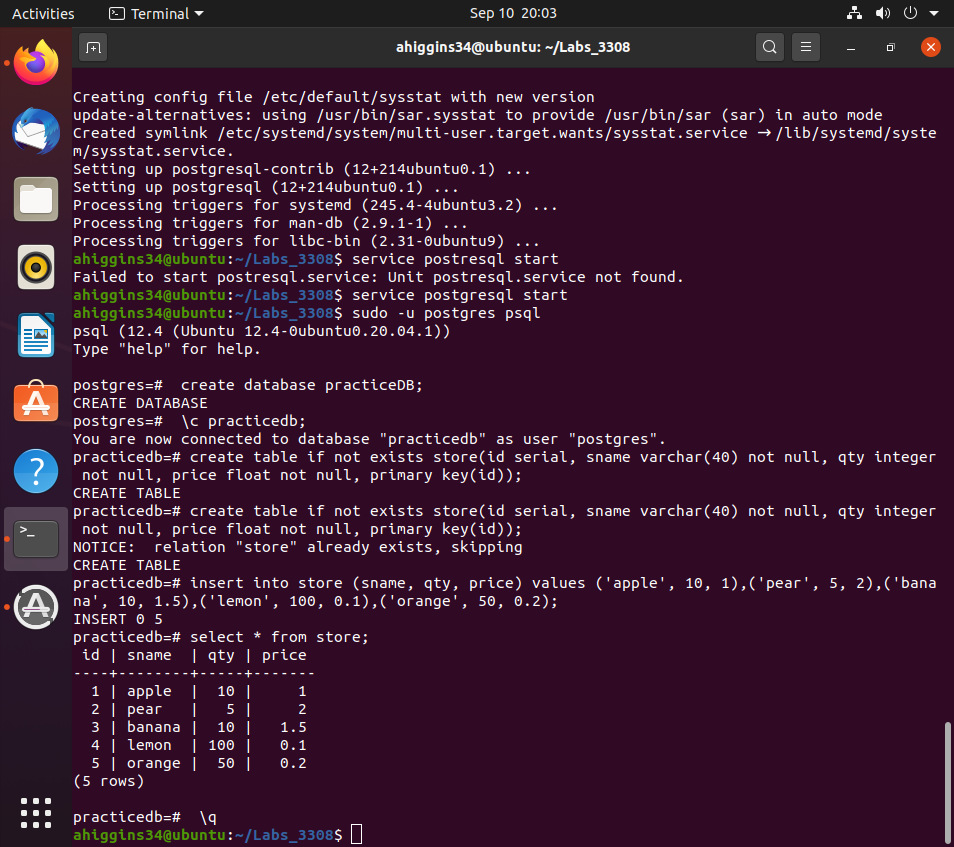 Activities
Terminal
Sep 10 20:03
ahiggins34@ubuntu: ~/Labs_3308
Creating config file /etc/default/sysstat with new version
update-alternatives: using /usr/bin/sar.sysstat to provide /usr/bin/sar (sar) in auto mode
Created symlink /etc/systemd/system/multi-user.target.wants/sysstat.service → /lib/systemd/syste
m/sysstat.service.
Setting up postgresql-contrib (12+214ubuntu0.1) ...
Setting up postgresql (12+214ubuntu0.1) ...
Processing triggers for systemd (245.4-4ubuntu3.2) ...
Processing triggers for man-db (2.9.1-1) ...
Processing triggers for libc-bin (2.31-0ubuntu9) ...
ahiggins34@ubuntu:~/Labs_3308$ service postresql start
Failed to start postresql.service: Unit postresql.service not found.
ahiggins34@ubuntu:~/Labs_3308$ service postgresql start
ahiggins34@ubuntu:~/Labs_3308$ sudo -u postgres psql
psql (12.4 (Ubuntu 12.4-0ubuntu0.20.04.1))
Type "help" for help.
postgres=#  create database practiceDB;
CREATE DATABASE
postgres=#  \c practicedb;
You are now connected to database "practicedb" as user "postgres".
practicedb=# create table if not exists store(id serial, sname varchar(40) not null, qty integer
 not null, price float not null, primary key(id));
CREATE TABLE
practicedb=# create table if not exists store(id serial, sname varchar(40) not null, qty integer
 not null, price float not null, primary key(id));
NOTICE:  relation "store" already exists, skipping
CREATE TABLE
practicedb=# insert into store (sname, qty, price) values ('apple', 10, 1),('pear', 5, 2),('bana
na', 10, 1.5),('lemon', 100, 0.1),('orange', 50, 0.2);
INSERT 0 5
practicedb=# select * from store;
 id | sname  | qty | price
----+--------+-----+-------
  1 | apple  |  10 |     1
  2 | pear   |   5 |     2
  3 | banana |  10 |   1.5
  4 | lemon  | 100 |   0.1
  5 | orange |  50 |   0.2
(5 rows)
practicedb=#  \q
ahiggins34@ubuntu:~/Labs_3308$